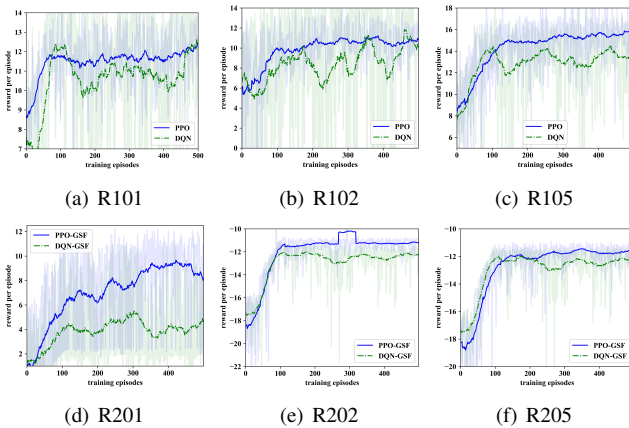 14
13
12
11
10
9
8
7
0
100
200
300
400
500
reward per episode
training episodes
PPO
DQN
(a) R101
14
12
10
8
6
4
2
0
0
100
200
300
400
reward per episode
training episodes
PPO
DQN
(b) R102
18
16
14
12
10
8
6
0
100
200
300
400
reward per episode
training episodes
PPO
DQN
(c) R105
12
10
8
6
4
2
0
100
200
300
400
reward per episode
training episodes
PPO-GSF
DQN-GSF
(d) R201
−10
−12
−14
−16
−18
−20
−22
0
100
200
300
400
reward per episode
training episodes
PPO-GSF
DQN-GSF
(e) R202
−10
−12
−14
−16
−18
−20
0
100
200
300
400
reward per episode
training episodes
PPO-GSF
DQN-GSF
(f) R205